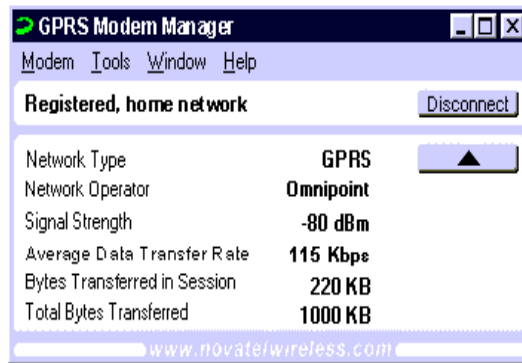 GPRS Modem Manager
Modem Tools Window Help
Registered, home network Disconnect
Network Type GPRS
Network Operator Omnipoint
Signal Strength -80 dBm
Average Data Transfer Rate 115 Kbps
Bytes Transferred in Session 220 KB
Total Bytes Transferred 1000 KB
www.novatelwireless.com